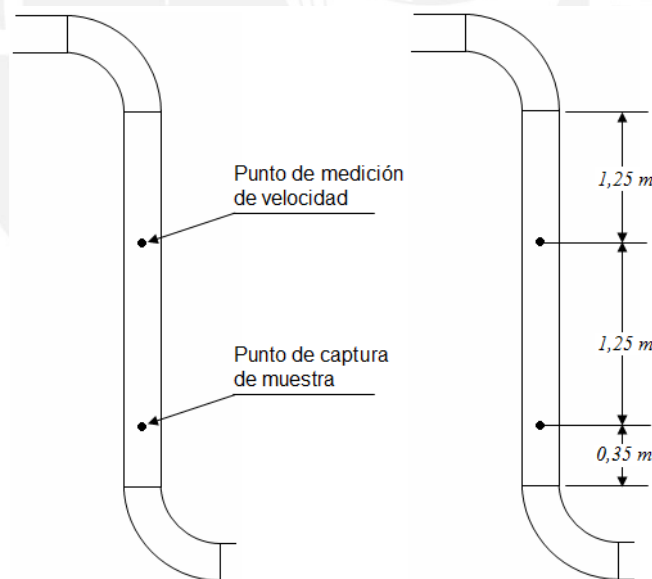 Punto de medición
de velocidad
Punto de captura
de muestra
1,25 m
1,25 m
0,35 m